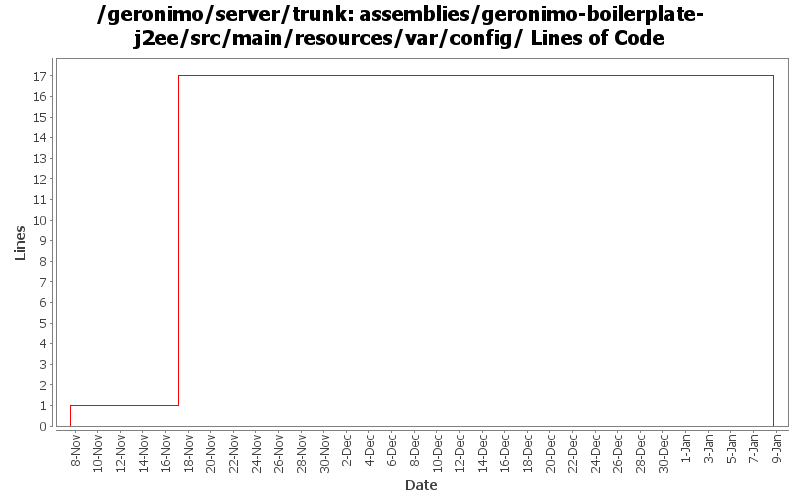 /geronimo/server/trunk: assemblies/geronimo-boilerplate-
j2ee/src/main/resources/var/config/ Lines of Code
17
16
15
14
13
12
11
10
9
8
7
6
5
4
3
2
1
0
Lines
8-Nov
10-Nov
12-Nov
14-Nov
16-Nov
18-Nov
20-Nov
22-Nov
24-Nov
26-Nov
28-Nov
30-Nov
2-Dec
4-Dec
6-Dec
8-Dec
10-Dec
12-Dec
14-Dec
16-Dec
18-Dec
20-Dec
22-Dec
24-Dec
26-Dec
28-Dec
30-Dec
1-Jan
3-Jan
5-Jan
7-Jan
9-Jan
Date